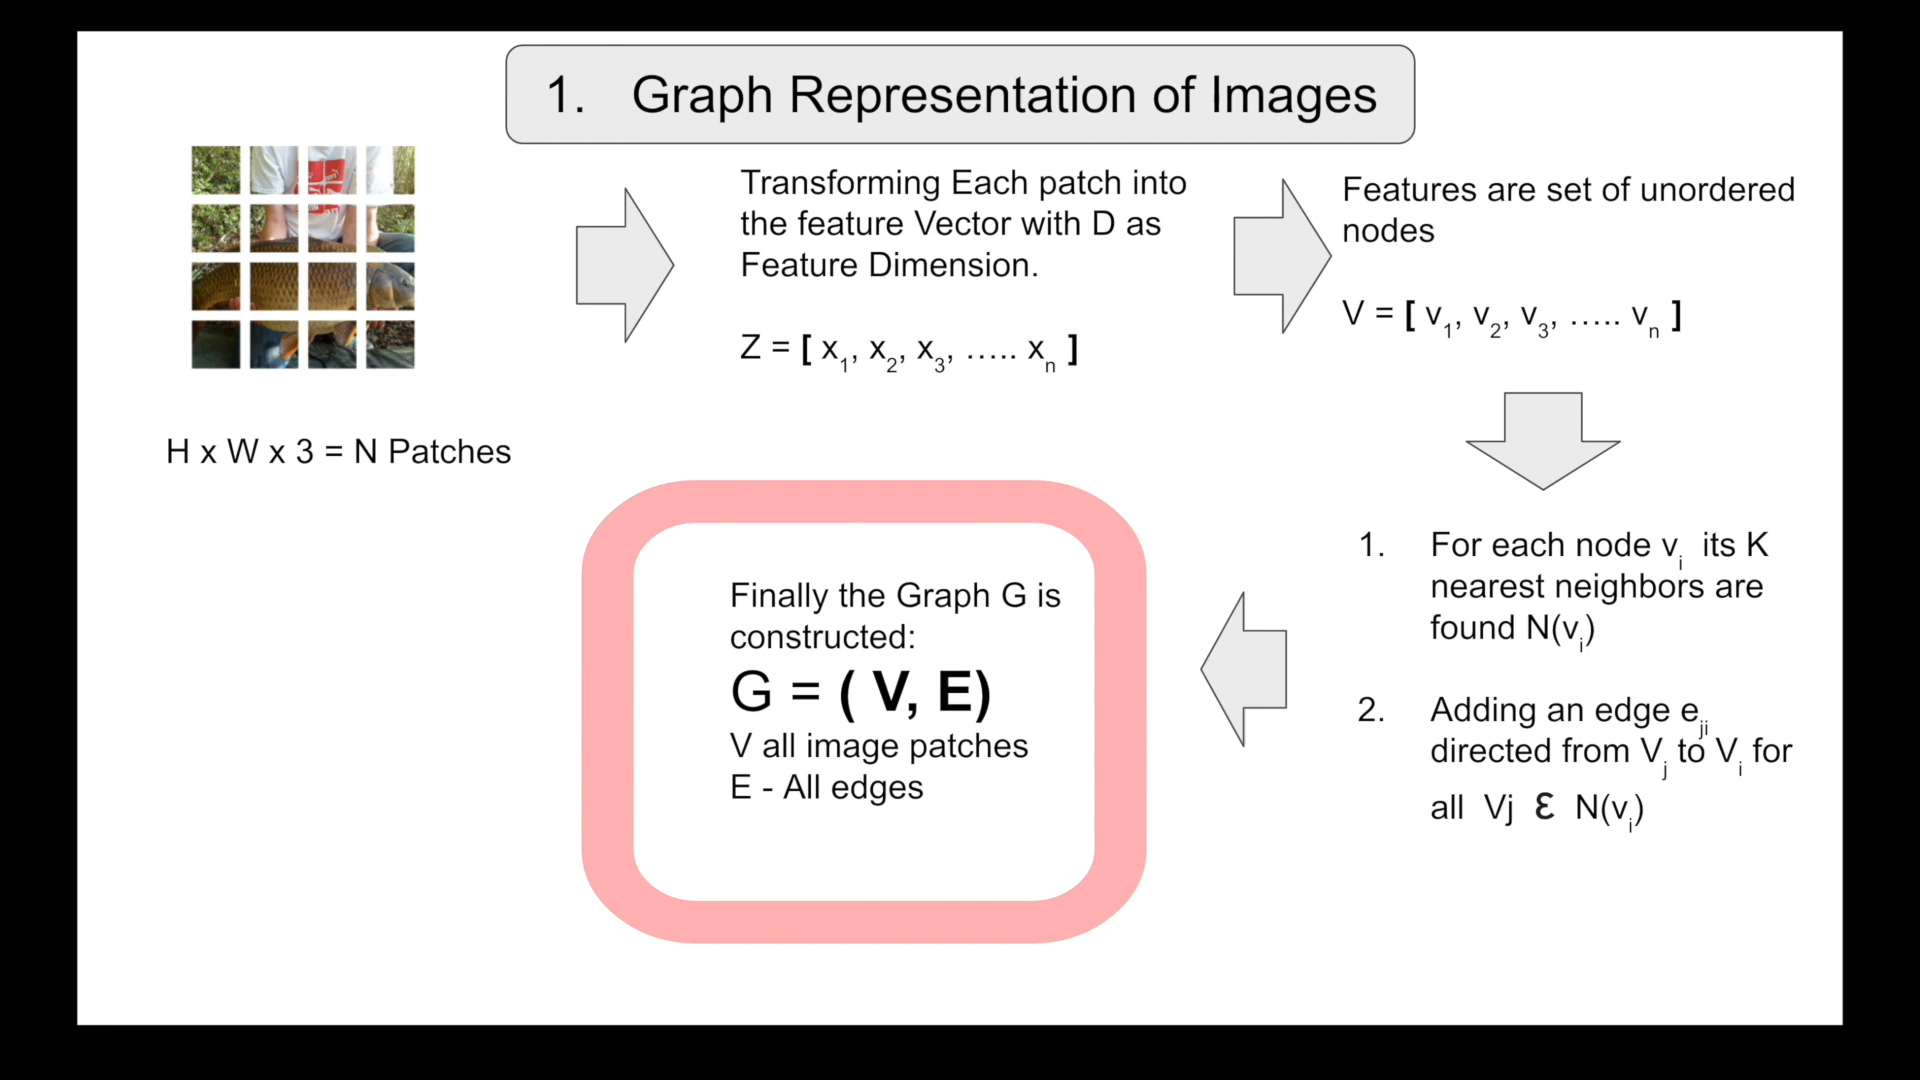 1. Graph Representation of Images
Transforming Each patch into
the feature Vector with D as
Feature Dimension.
Z = [ x1, x2, x3, ..... xn ]
Features are set of unordered
nodes
V = [ v1, v2, v3, ..... vn ]
H x W x 3 = N Patches
1. For each node vi its K
nearest neighbors are
found N(vi)
2. Adding an edge eji
directed from Vj to Vi for
all Vj Ɛ N(vi)
Finally the Graph G is
constructed:
G = ( V, E)
V all image patches
E - All edges